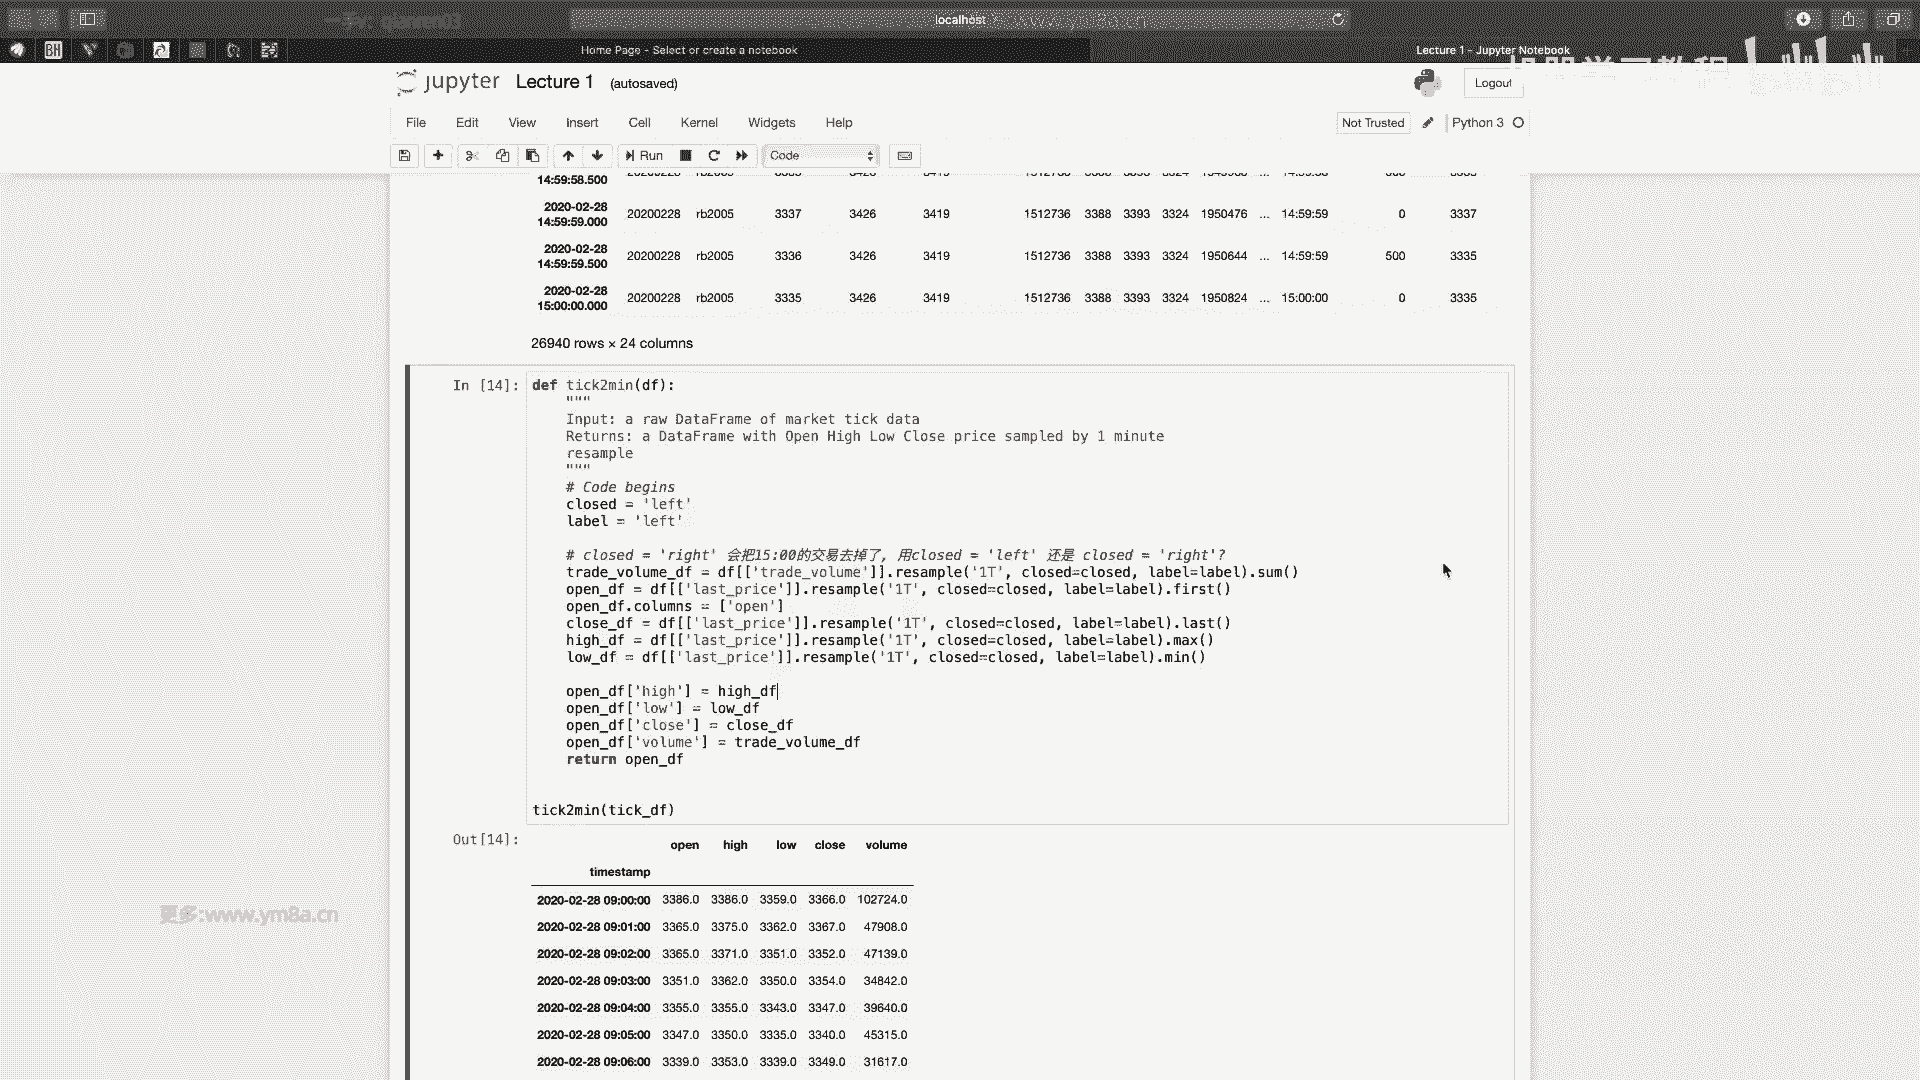 localhost
www.ym8a.cn
BH
Home Page - Select or create a notebook
Lecture 1 - Jupyter Notebook
jupyter Lecture 1 (autosaved)
Logout
File Edit View Insert Cell Kernel Widgets Help
Not Trusted Python 3
Run Code
14:59:58.500
2020-02-28
14:59:59.000 20200228 rb2005 3337 3426 3419 1512736 3388 3393 3324 1950476 ... 14:59:59 0 3337
2020-02-28
14:59:59.500 20200228 rb2005 3336 3426 3419 1512736 3388 3393 3324 1950644 ... 14:59:59 500 3335
2020-02-28
15:00:00.000 20200228 rb2005 3335 3426 3419 1512736 3388 3393 3324 1950824 ... 15:00:00 0 3335
26940 rows × 24 columns
In [14]: def tick2min(df):
"""
Input: a raw DataFrame of market tick data
Returns: a DataFrame with Open High Low Close price sampled by 1 minute
resample
"""
# Code begins
closed = 'left'
label = 'left'
# closed = 'right' 会把15:00的交易去掉了, 用closed = 'left' 还是 closed = 'right'?
trade_volume_df = df[['trade_volume']].resample('1T', closed=closed, label=label).sum()
open_df = df[['last_price']].resample('1T', closed=closed, label=label).first()
open_df.columns = ['open']
close_df = df[['last_price']].resample('1T', closed=closed, label=label).last()
high_df = df[['last_price']].resample('1T', closed=closed, label=label).max()
low_df = df[['last_price']].resample('1T', closed=closed, label=label).min()
open_df['high'] = high_df
open_df['low'] = low_df
open_df['close'] = close_df
open_df['volume'] = trade_volume_df
return open_df
tick2min(tick_df)
Out[14]:
open high low close volume
timestamp
2020-02-28 09:00:00 3386.0 3386.0 3359.0 3366.0 102724.0
2020-02-28 09:01:00 3365.0 3375.0 3362.0 3367.0 47908.0
2020-02-28 09:02:00 3365.0 3371.0 3351.0 3352.0 47139.0
2020-02-28 09:03:00 3351.0 3362.0 3350.0 3354.0 34842.0
2020-02-28 09:04:00 3355.0 3355.0 3343.0 3347.0 39640.0
2020-02-28 09:05:00 3347.0 3350.0 3335.0 3340.0 45315.0
2020-02-28 09:06:00 3339.0 3353.0 3339.0 3349.0 31617.0
更多:www.ym8a.cn